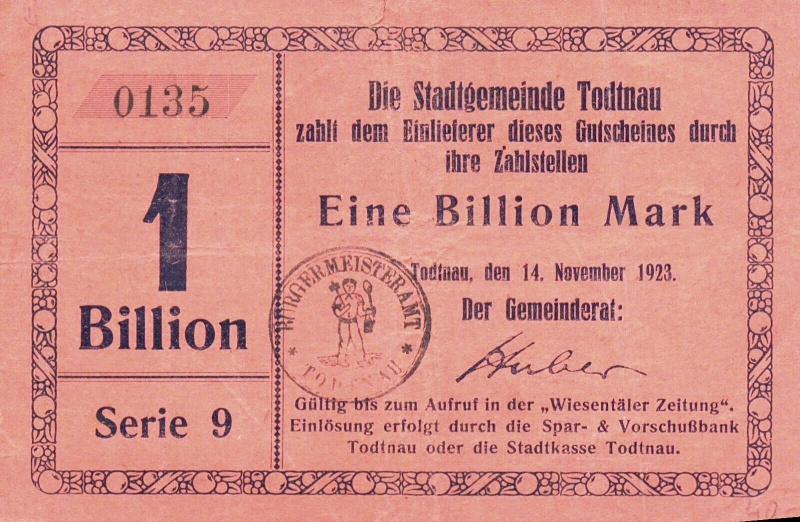 0135
1
Billion
Serie 9
Die Stadtgemeinde Todtnau
zahlt dem Einlieferer dieses Gutscheines durch
ihre Zahlstellen
Eine Billion Mark
Todtnau, den 14. November 1923.
Der Gemeinderat:
Huber
BÜRGERMEISTERAMT
* TODTNAU *
Gültig bis zum Aufruf in der „Wiesentäler Zeitung“.
Einlösung erfolgt durch die Spar- & Vorschußbank
Todtnau oder die Stadtkasse Todtnau.